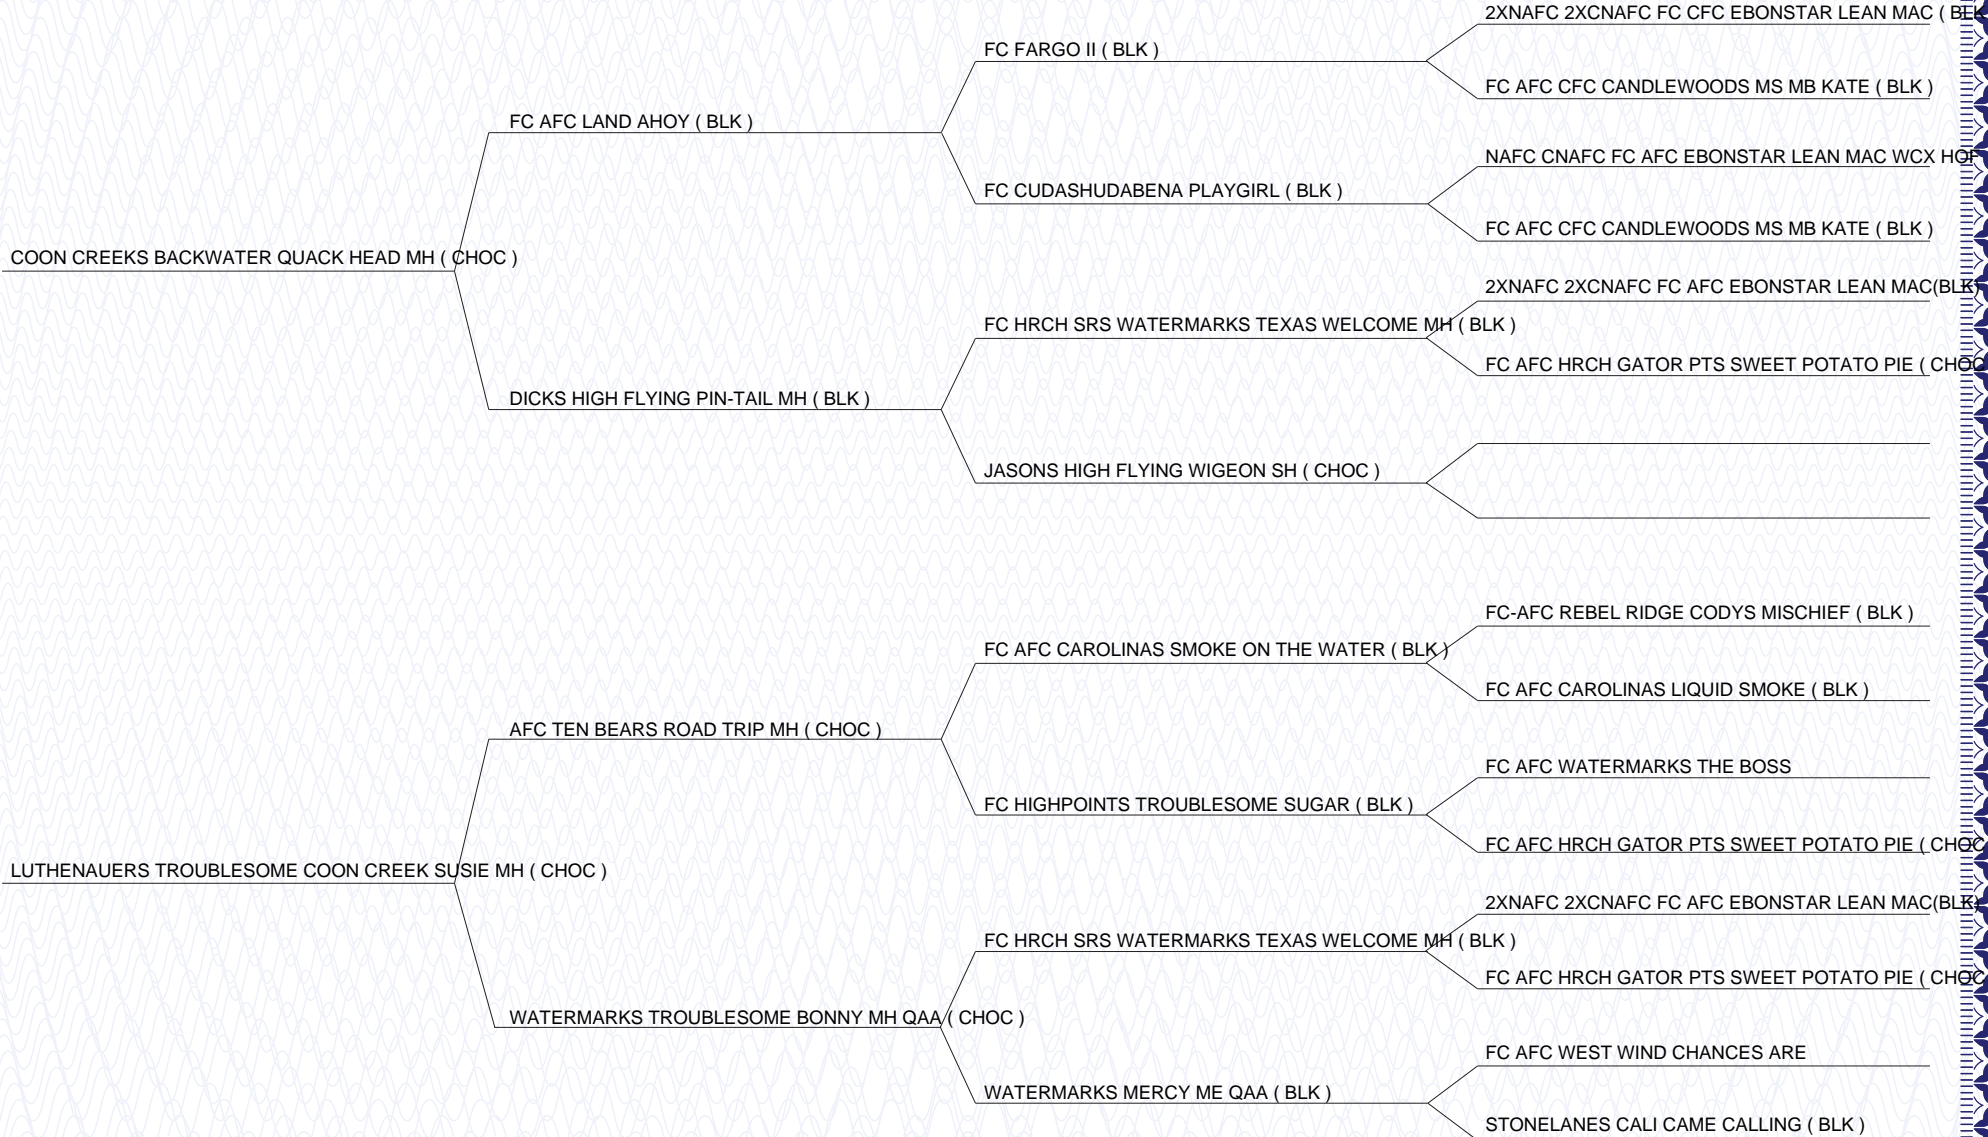 2XNAFC 2XCNAFC FC CFC EBONSTAR LEAN MAC ( BLK
FC FARGO II ( BLK )
FC AFC CFC CANDLEWOODS MS MB KATE ( BLK )
FC AFC LAND AHOY ( BLK )
NAFC CNAFC FC AFC EBONSTAR LEAN MAC WCX HOF
FC CUDASHUDABENA PLAYGIRL ( BLK )
FC AFC CFC CANDLEWOODS MS MB KATE ( BLK )
COON CREEKS BACKWATER QUACK HEAD MH ( CHOC )
2XNAFC 2XCNAFC FC AFC EBONSTAR LEAN MAC(BLK)
FC HRCH SRS WATERMARKS TEXAS WELCOME MH ( BLK )
FC AFC HRCH GATOR PTS SWEET POTATO PIE ( CHOC
DICKS HIGH FLYING PIN-TAIL MH ( BLK )
JASONS HIGH FLYING WIGEON SH ( CHOC )
FC-AFC REBEL RIDGE CODYS MISCHIEF ( BLK )
FC AFC CAROLINAS SMOKE ON THE WATER ( BLK )
FC AFC CAROLINAS LIQUID SMOKE ( BLK )
AFC TEN BEARS ROAD TRIP MH ( CHOC )
FC AFC WATERMARKS THE BOSS
FC HIGHPOINTS TROUBLESOME SUGAR ( BLK )
FC AFC HRCH GATOR PTS SWEET POTATO PIE ( CHOC
LUTHENAUERS TROUBLESOME COON CREEK SUSIE MH ( CHOC )
2XNAFC 2XCNAFC FC AFC EBONSTAR LEAN MAC(BLK)
FC HRCH SRS WATERMARKS TEXAS WELCOME MH ( BLK )
FC AFC HRCH GATOR PTS SWEET POTATO PIE ( CHOC
WATERMARKS TROUBLESOME BONNY MH QAA ( CHOC )
FC AFC WEST WIND CHANCES ARE
WATERMARKS MERCY ME QAA ( BLK )
STONELANES CALI CAME CALLING ( BLK )